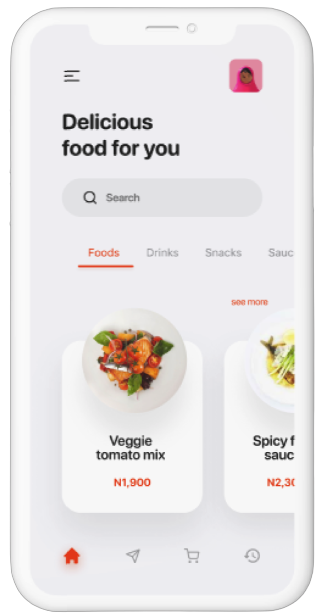 Delicious
food for you
Search
Foods Drinks Snacks Sauc
see more
Veggie
tomato mix
N1,900
Spicy f
sauc
N2,30